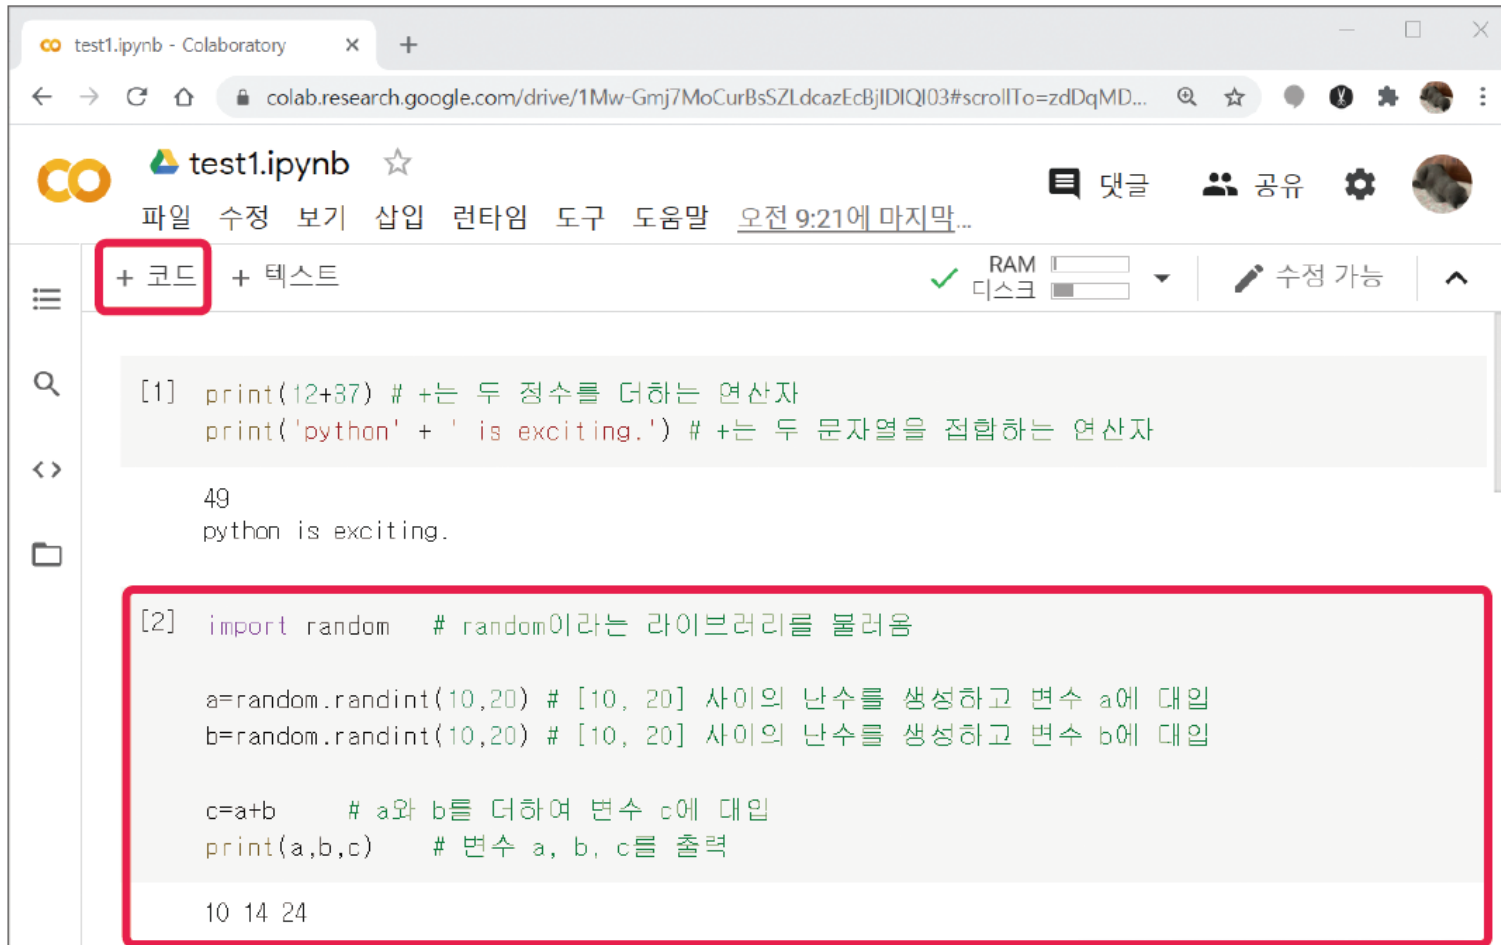 test1.ipynb - Colaboratory
colab.research.google.com/drive/1Mw-Gmj7MoCurBsSZLdcazEcBjIDIQI03#scrollTo=zdDqMD...
CO test1.ipynb
댓글 공유
파일 수정 보기 삽입 런타임 도구 도움말 오전 9:21에 마지막...
+ 코드 + 텍스트
RAM
디스크
수정 가능
[1] print(12+37) # +는 두 정수를 더하는 연산자
print('python' + ' is exciting.') # +는 두 문자열을 접합하는 연산자
49
python is exciting.
[2] import random # random이라는 라이브러리를 불러옴
a=random.randint(10,20) # [10, 20] 사이의 난수를 생성하고 변수 a에 대입
b=random.randint(10,20) # [10, 20] 사이의 난수를 생성하고 변수 b에 대입
c=a+b # a와 b를 더하여 변수 c에 대입
print(a,b,c) # 변수 a, b, c를 출력
10 14 24